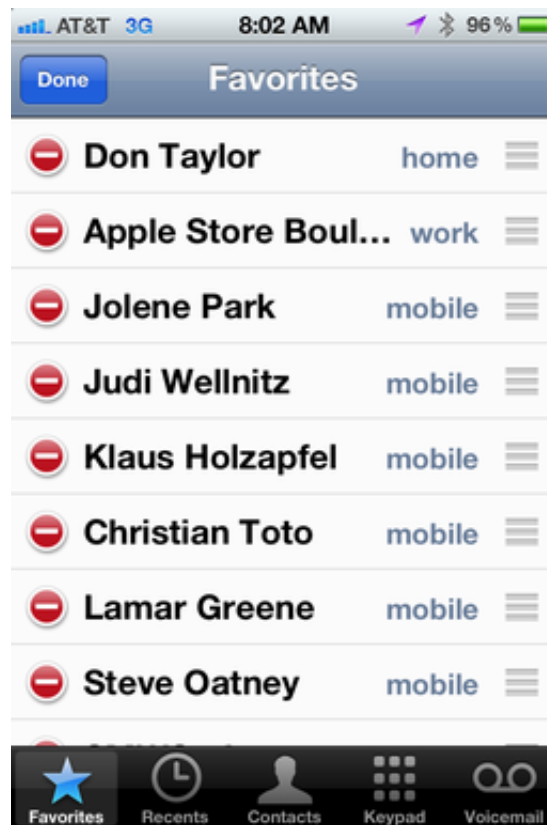 AT&T 3G 8:02 AM 96%
Done Favorites
Don Taylor home
Apple Store Boul... work
Jolene Park mobile
Judi Wellnitz mobile
Klaus Holzapfel mobile
Christian Toto mobile
Lamar Greene mobile
Steve Oatney mobile
Favorites Recents Contacts Keypad Voicemail